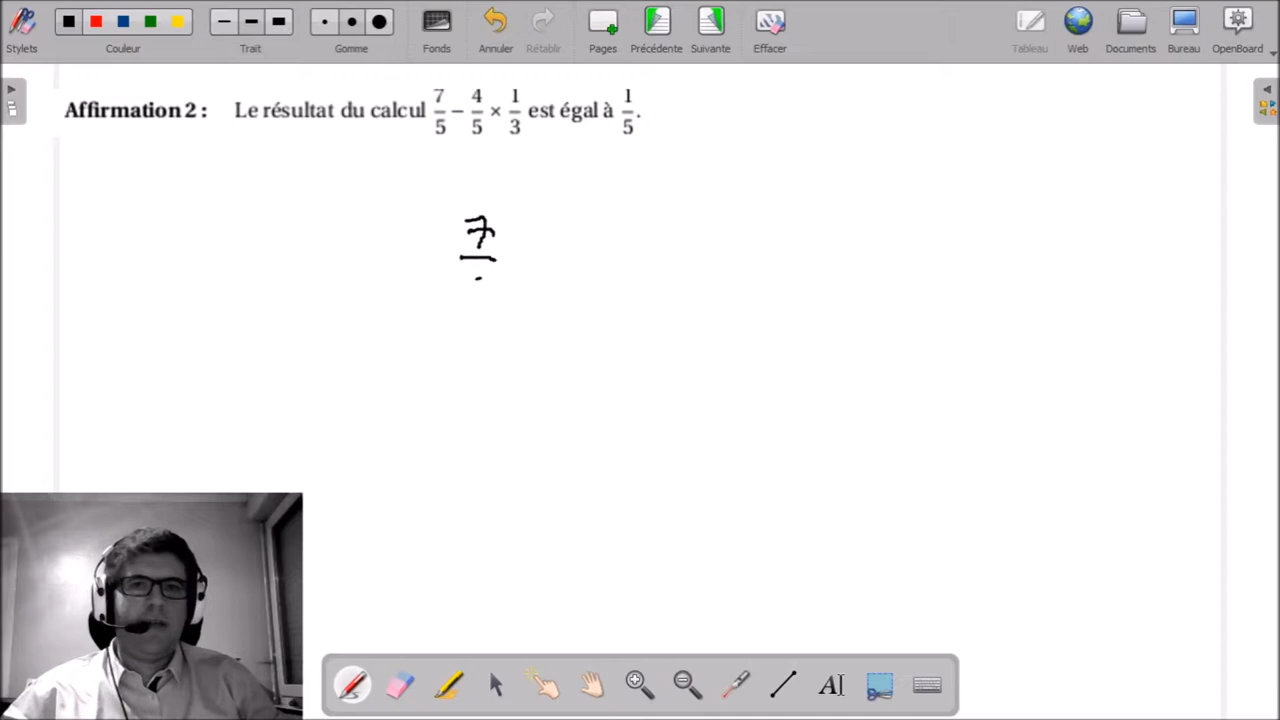 Stylets Couleur Trait Gomme Fonds Annuler Rétablir Pages Précédente Suivante Effacer Tableau Web Documents Bureau OpenBoard
Affirmation 2 : Le résultat du calcul 7/5 − 4/5 × 1/3 est égal à 1/5.
7